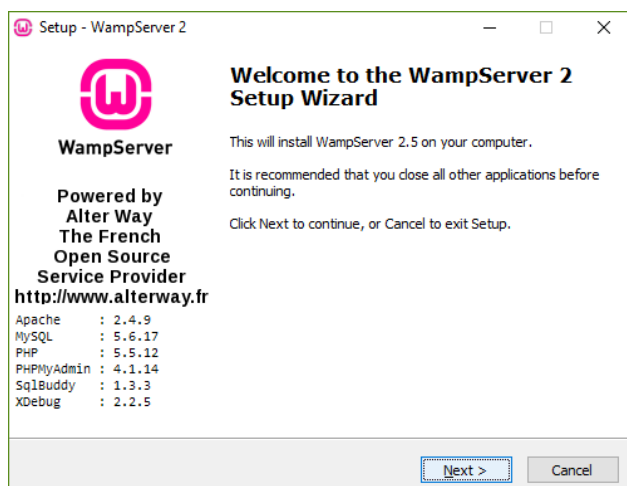 Setup - WampServer 2
WampServer
Powered by
Alter Way
The French
Open Source
Service Provider
http://www.alterway.fr
Apache : 2.4.9
MySQL : 5.6.17
PHP : 5.5.12
PHPMyAdmin : 4.1.14
SqlBuddy : 1.3.3
XDebug : 2.2.5
Welcome to the WampServer 2
Setup Wizard
This will install WampServer 2.5 on your computer.
It is recommended that you close all other applications before
continuing.
Click Next to continue, or Cancel to exit Setup.
Next >
Cancel